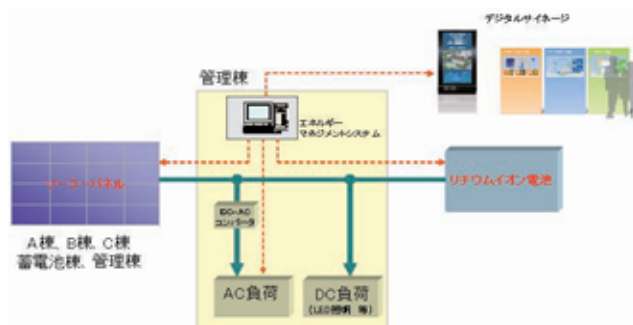 デジタルサイネージ
管理棟
エネルギー
マネジメントシステム
ソーラーパネル
リチウムイオン電池
DC-AC
コンバータ
A棟、B棟、C棟
蓄電池棟、管理棟
AC負荷
DC負荷
(LED照明 等)